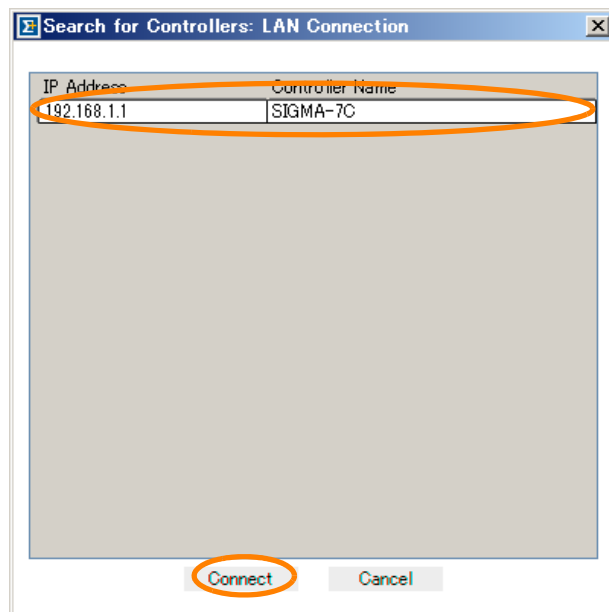 Search for Controllers: LAN Connection
IP Address Controller Name
192.168.1.1 SIGMA-7C
Connect Cancel